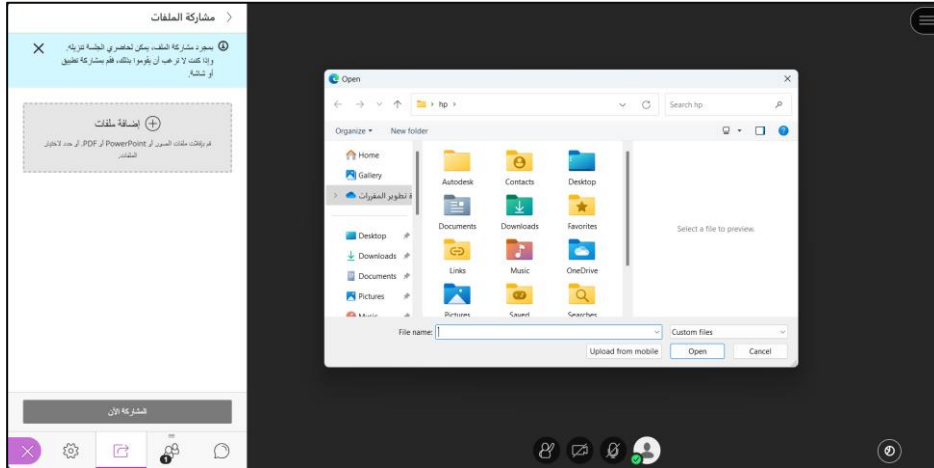 مشاركة الملفات
بمجرد مشاركة الملف، يمكن لحاضري الجلسة تنزيله.
وإذا كنت لا ترغب أن يقوموا بذلك، فقم بمشاركة تطبيق
أو شاشة.
إضافة ملفات
قم بإفلات ملفات الصور أو PowerPoint أو PDF، أو حدد لاختيار
الملفات.
المشاركة الآن
1
Open
hp
Search hp
Organize
New folder
Home
Gallery
ة تطوير المقررات
Desktop
Downloads
Documents
Pictures
Music
Autodesk
Contacts
Desktop
Documents
Downloads
Favorites
Links
Music
OneDrive
Pictures
Saved
Searches
Select a file to preview.
File name:
Custom files
Upload from mobile
Open
Cancel